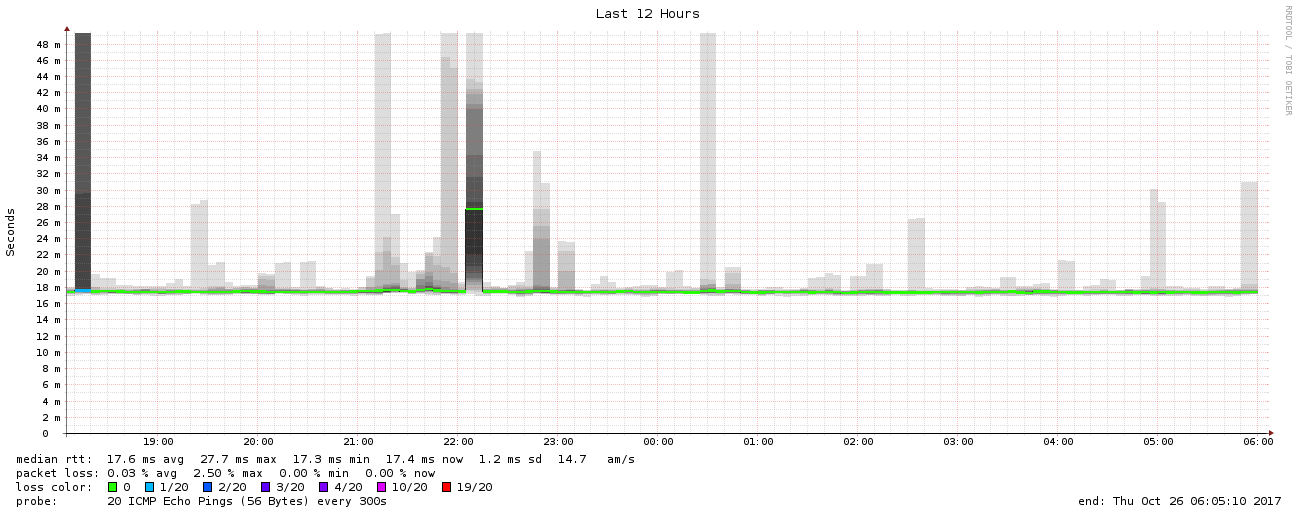 Last 12 Hours
RRDTOOL / TOBI OETIKER
Seconds
48 m
46 m
44 m
42 m
40 m
38 m
36 m
34 m
32 m
30 m
28 m
26 m
24 m
22 m
20 m
18 m
16 m
14 m
12 m
10 m
8 m
6 m
4 m
2 m
0
19:00 20:00 21:00 22:00 23:00 00:00 01:00 02:00 03:00 04:00 05:00 06:00
median rtt: 17.6 ms avg 27.7 ms max 17.3 ms min 17.4 ms now 1.2 ms sd 14.7 am/s
packet loss: 0.03 % avg 2.50 % max 0.00 % min 0.00 % now
loss color: 0 1/20 2/20 3/20 4/20 10/20 19/20
probe: 20 ICMP Echo Pings (56 Bytes) every 300s end: Thu Oct 26 06:05:10 2017